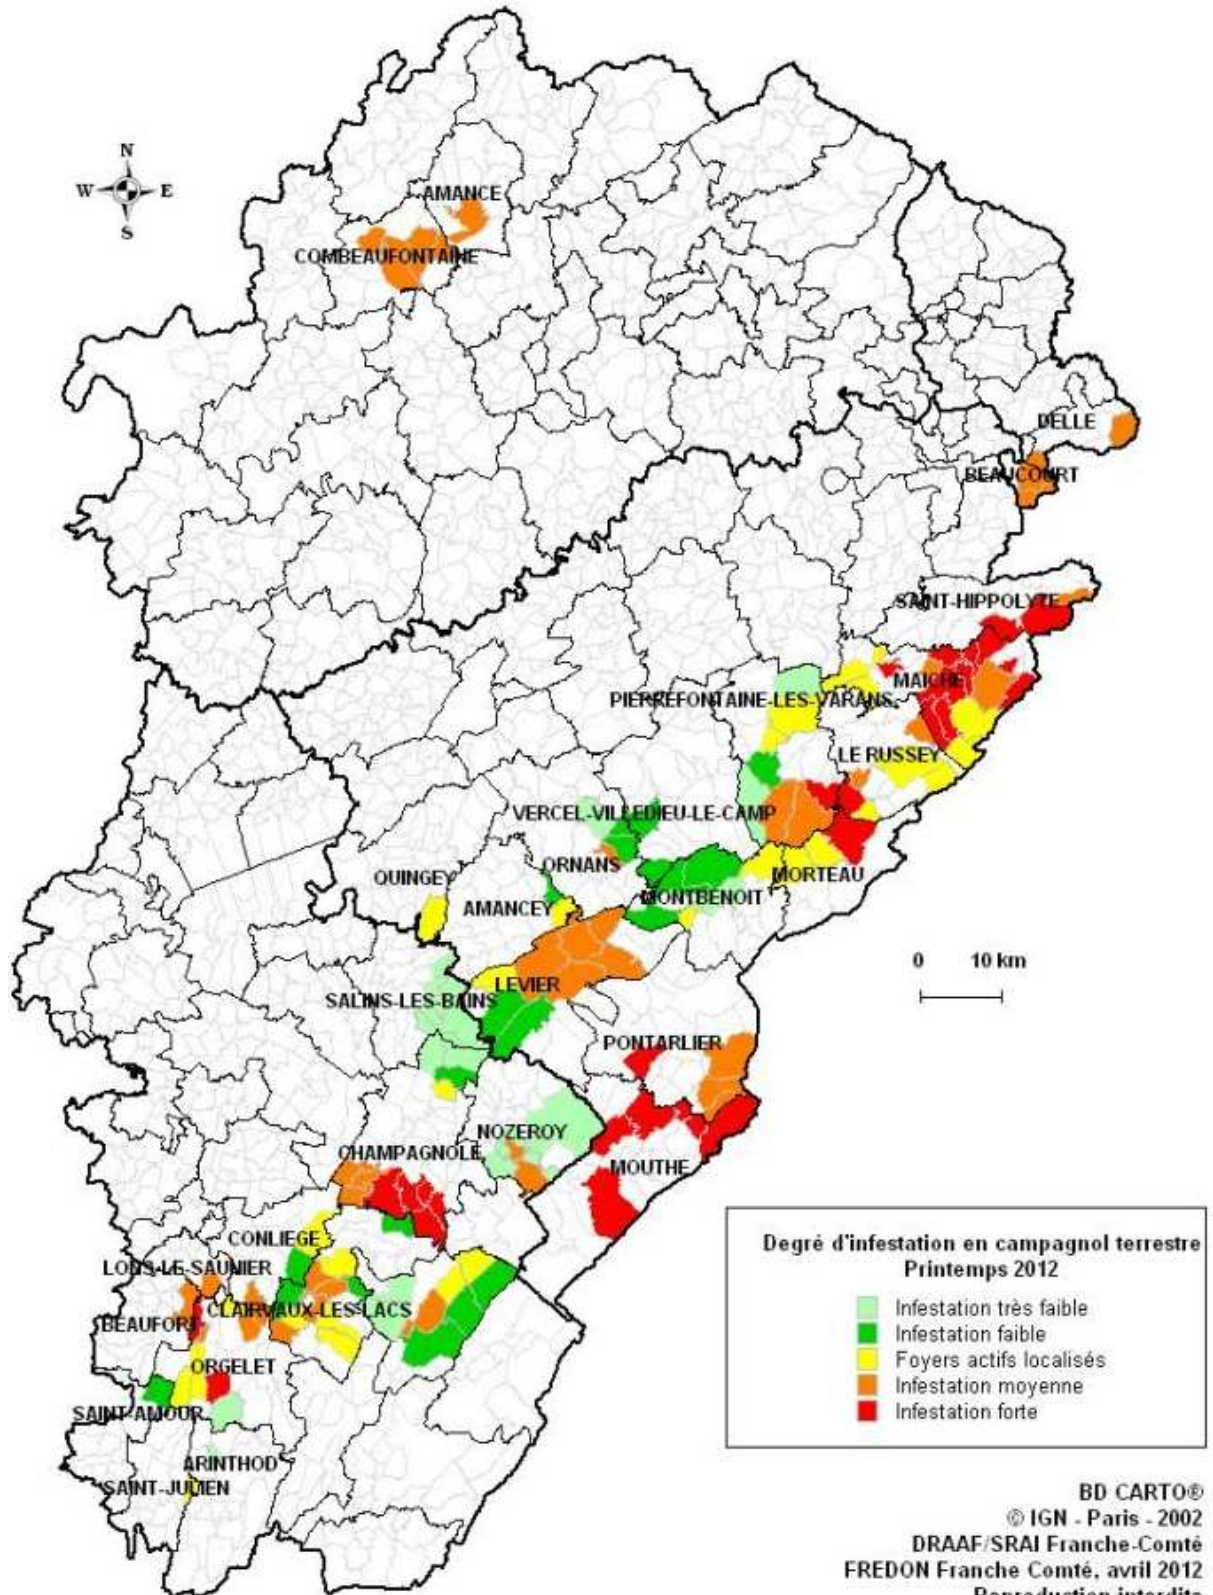 N
W E
S
AMANCE
COMBEAUFONTAINE
DELLE
BEAUCOURT
SAINT-HIPPOLYTE
MAICHE
PIERREFONTAINE-LES-VARANS
LE RUSSEY
VERCEL-VILLEDIEU-LE-CAMP
ORNANS
MORTEAU
QUINGEY
MONTBENOIT
AMANCEY
0 10 km
LEVIER
SALINS-LES-BAINS
PONTARLIER
NOZEROY
CHAMPAGNOLE
MOUTHE
CONLIEGE
LONS-LE-SAUNIER
CLAIRVAUX-LES-LACS
BEAUFORT
ORGELET
SAINT-AMOUR
ARINTHOD
SAINT-JULIEN
Degré d'infestation en campagnol terrestre
Printemps 2012
Infestation très faible
Infestation faible
Foyers actifs localisés
Infestation moyenne
Infestation forte
BD CARTO®
© IGN - Paris - 2002
DRAAF/SRAI Franche-Comté
FREDON Franche Comté, avril 2012
Reproduction interdite